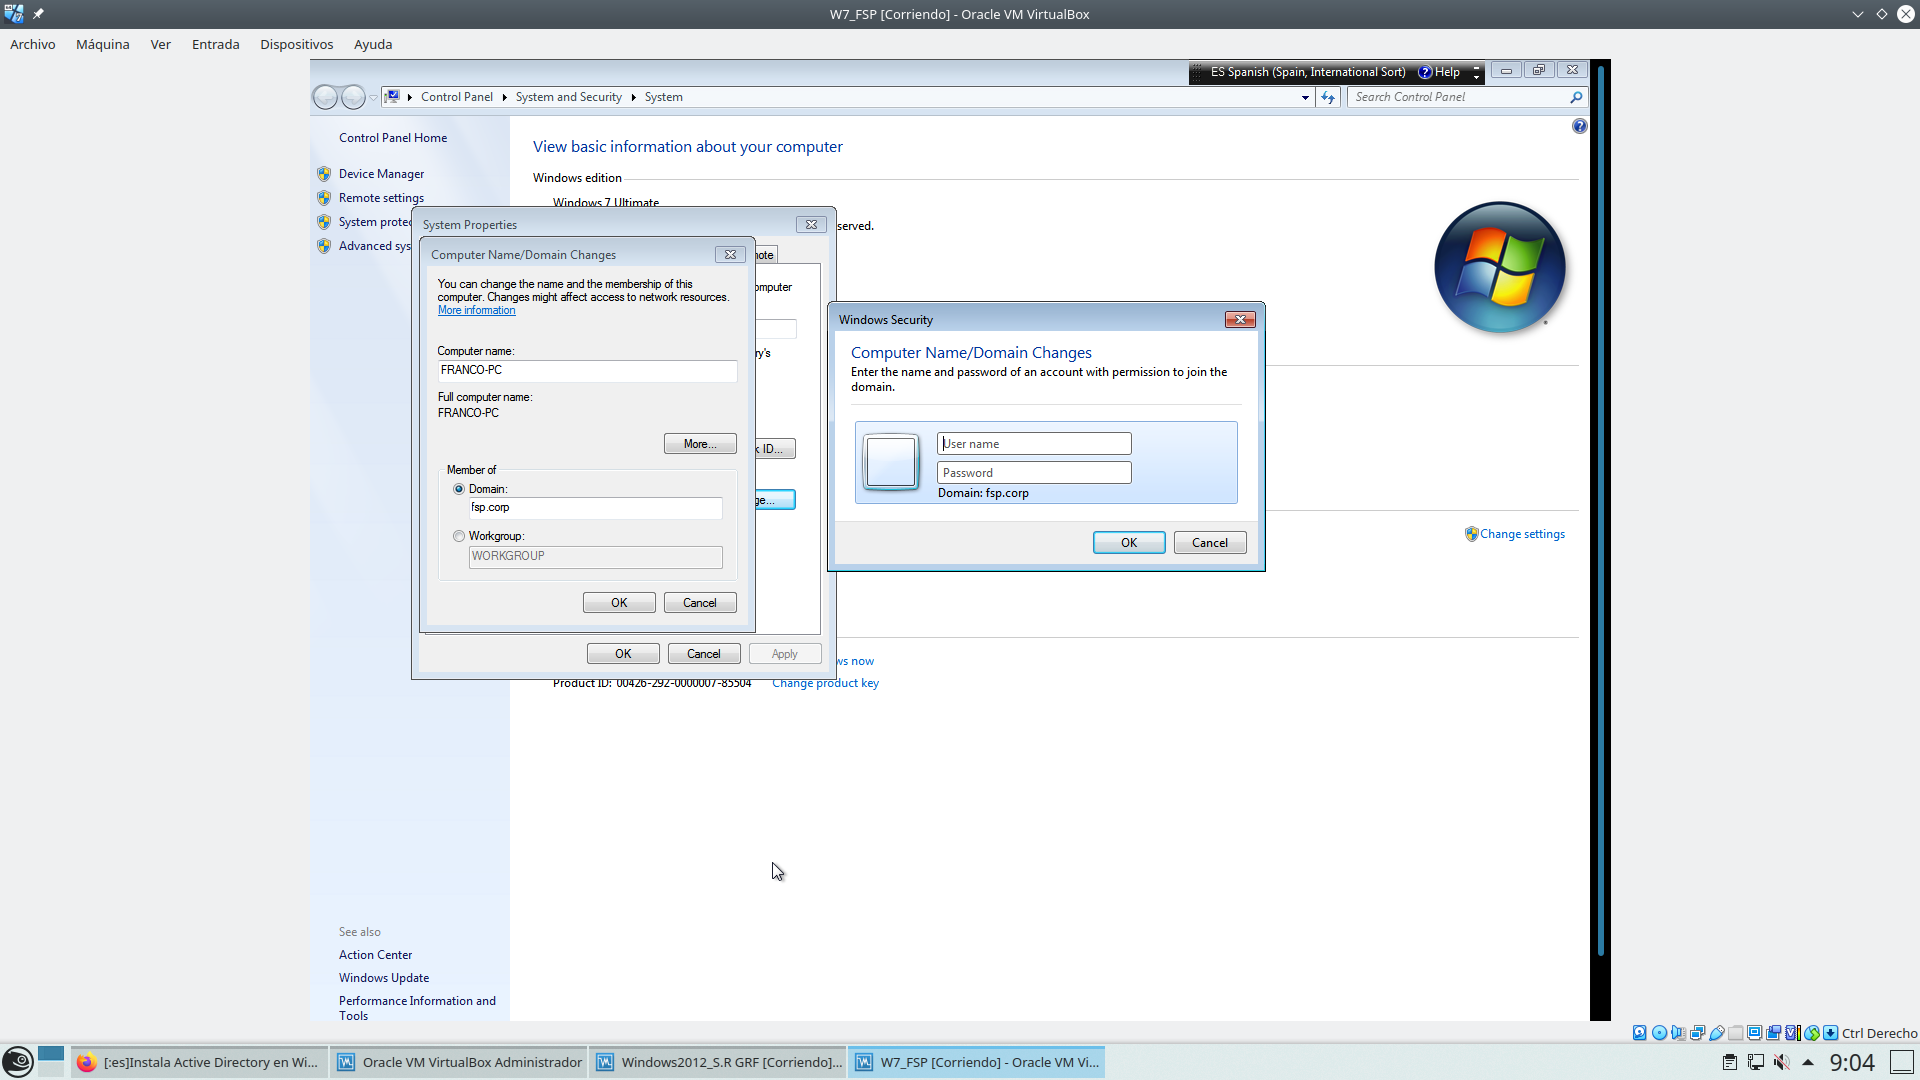 W7_FSP [Corriendo] - Oracle VM VirtualBox
Archivo Máquina Ver Entrada Dispositivos Ayuda
ES Spanish (Spain, International Sort) Help
Control Panel System and Security System
Search Control Panel
Control Panel Home
Device Manager
Remote settings
System protec
Advanced sys
View basic information about your computer
Windows edition
Windows 7 Ultimate
served.
System Properties
note
omputer
ry's
k ID...
ge...
Computer Name/Domain Changes
You can change the name and the membership of this
computer. Changes might affect access to network resources.
More information
Computer name:
FRANCO-PC
Full computer name:
FRANCO-PC
More...
Member of
Domain:
fsp.corp
Workgroup:
WORKGROUP
OK Cancel
OK Cancel Apply
Windows Security
Computer Name/Domain Changes
Enter the name and password of an account with permission to join the
domain.
User name
Password
Domain: fsp.corp
OK Cancel
Change settings
ws now
Product ID: 00426-292-0000007-85504 Change product key
See also
Action Center
Windows Update
Performance Information and
Tools
Ctrl Derecho
[:es]Instala Active Directory en Wi... Oracle VM VirtualBox Administrador Windows2012_S.R GRF [Corriendo]... W7_FSP [Corriendo] - Oracle VM Vi... 9:04